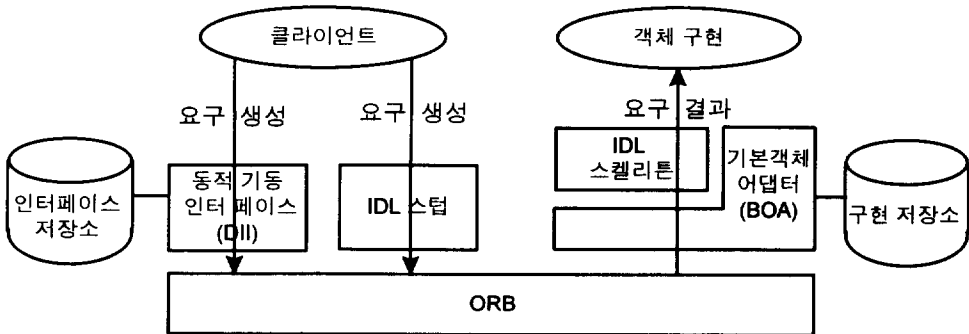 클라이언트
객체 구현
요구 생성
요구 생성
요구 결과
인터페이스
저장소
동적 기동
인터 페이스
(DII)
IDL 스텁
IDL
스켈리튼
기본객체
어댑터
(BOA)
구현 저장소
ORB